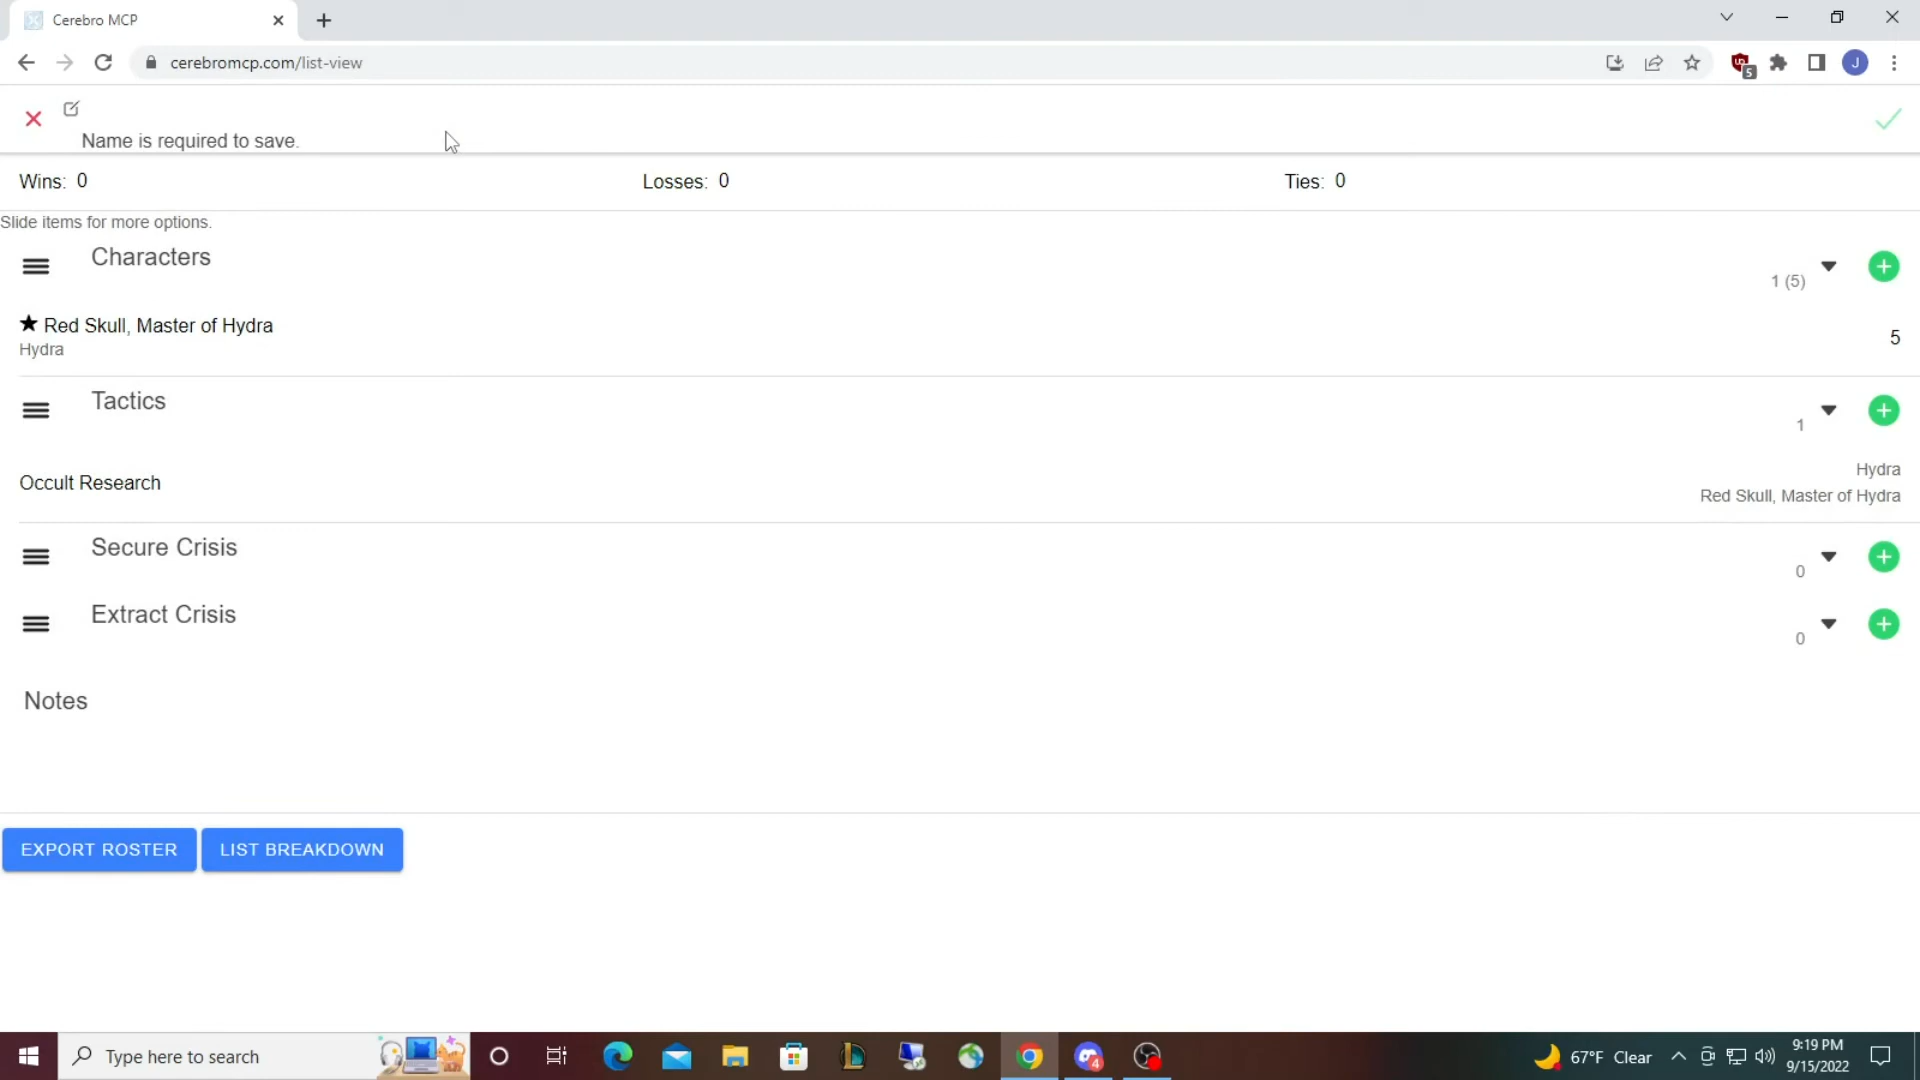 Cerebro MCP
cerebromcp.com/list-view
5
J
Name is required to save.
Wins: 0
Losses: 0
Ties: 0
Slide items for more options.
Characters
1 (5)
Red Skull, Master of Hydra
Hydra
5
Tactics
1
Occult Research
Hydra
Red Skull, Master of Hydra
Secure Crisis
0
Extract Crisis
0
Notes
EXPORT ROSTER
LIST BREAKDOWN
Type here to search
4
67°F Clear
9:19 PM
9/15/2022